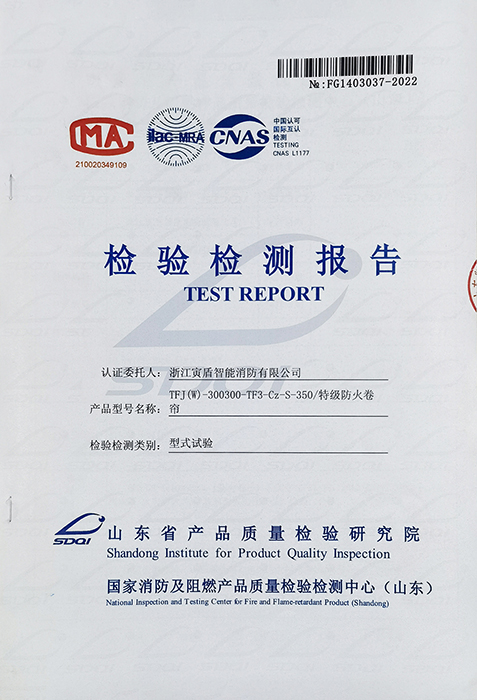 №:FG1403037-2022
MA
210020349109
ilac-MRA
CNAS
中国认可
国际互认
检测
TESTING
CNAS L1177
检验检测报告
TEST REPORT
认证委托人: 浙江寅盾智能消防有限公司
TFJ(W)-300300-TF3-Cz-S-350/特级防火卷
产品型号名称: 帘
检验检测类别: 型式试验
SDQI
山东省产品质量检验研究院
Shandong Institute for Product Quality Inspection
国家消防及阻燃产品质量检验检测中心（山东）
National Inspection and Testing Center for Fire and Flame-retardant Product (Shandong)